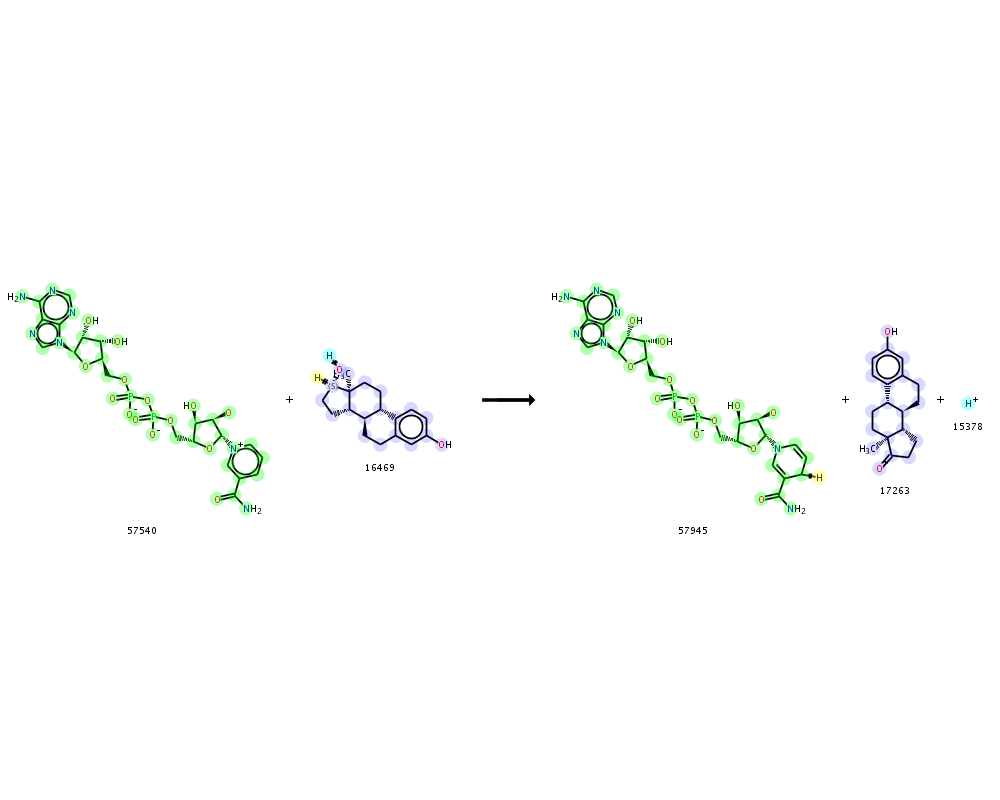 H₂N N N N N OH OH O O P O O⁻ O P O O⁻ O HO O O N⁺ O NH₂
57540
+
H H O H₃C S OH
16469
H₂N N N N N OH OH O O P O O⁻ O P O O⁻ O HO O O N H O NH₂
57945
+
OH H₃C O
17263
+
H⁺
15378